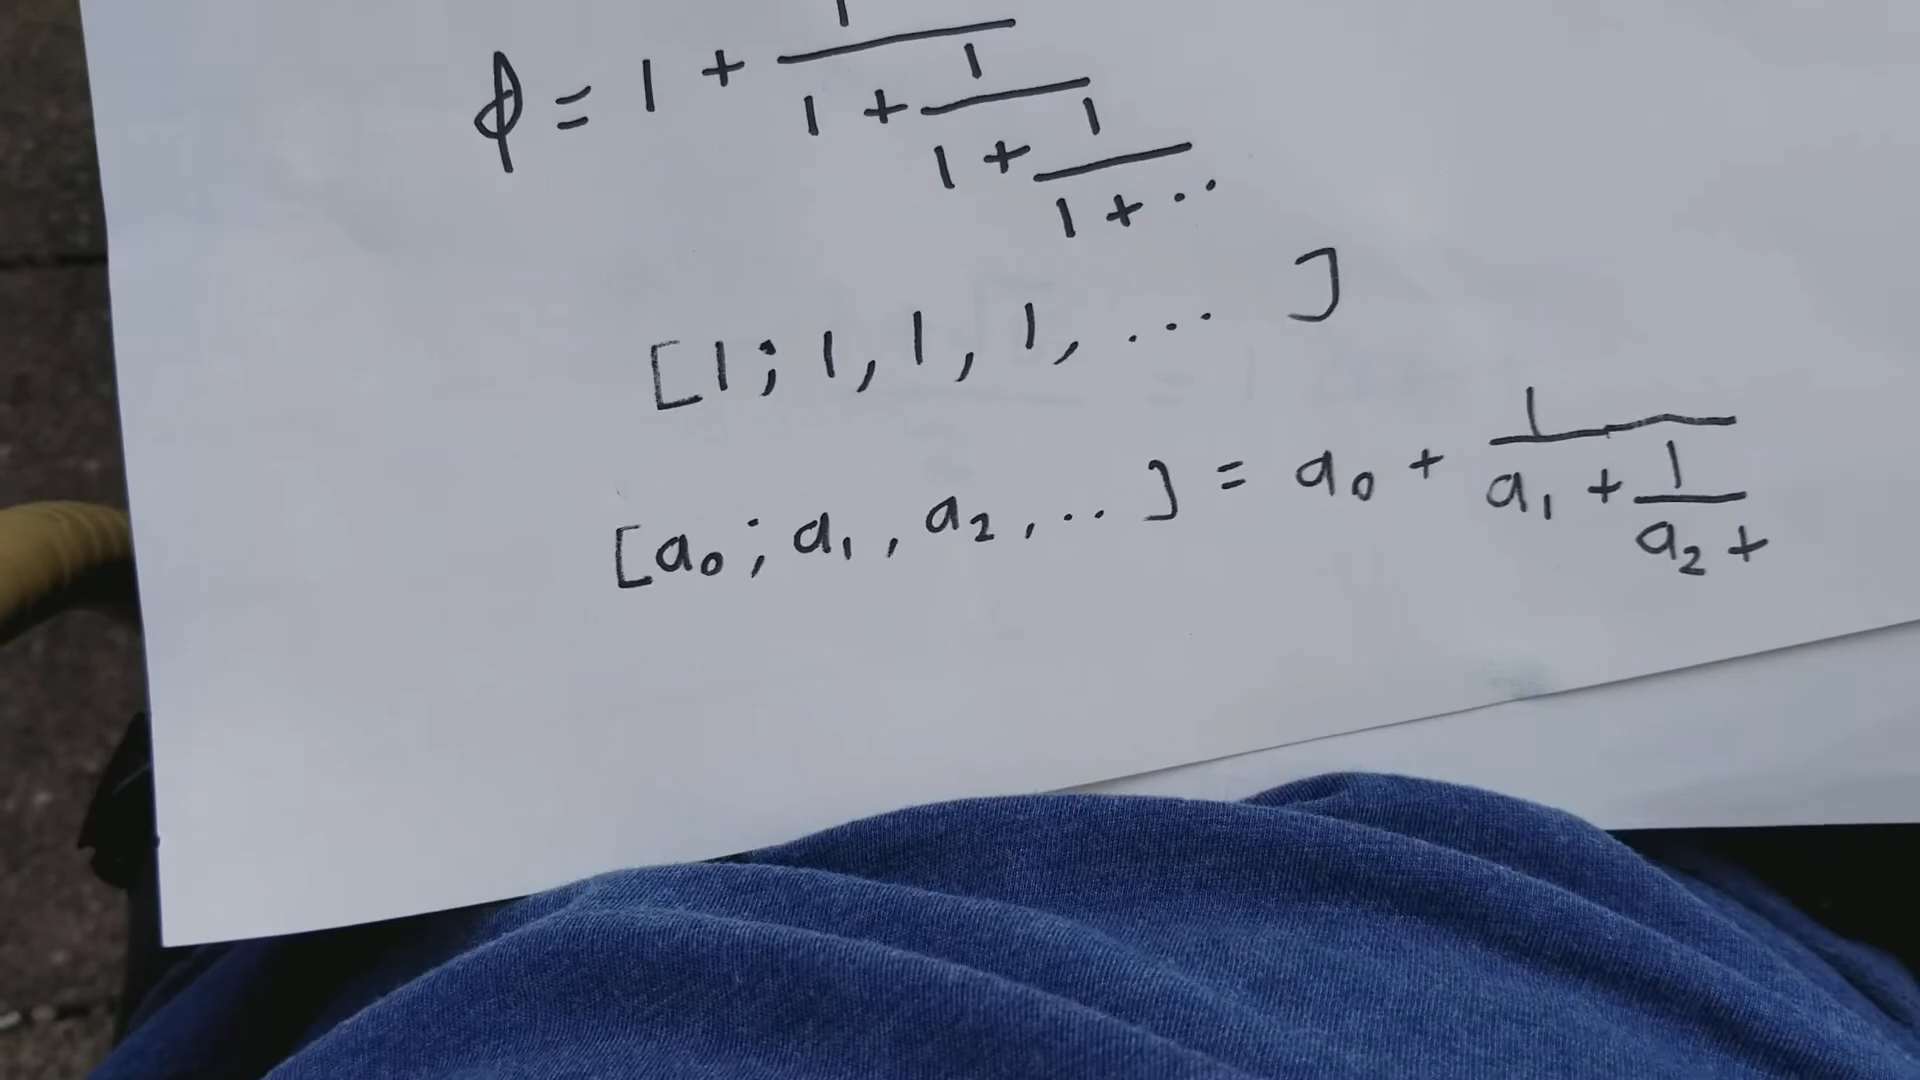 ϕ = 1 + 1/(1 + 1/(1 + 1/(1 + ..
[1; 1, 1, 1, ... ]
[a₀; a₁, a₂, .. ] = a₀ + 1/(a₁ + 1/(a₂ +